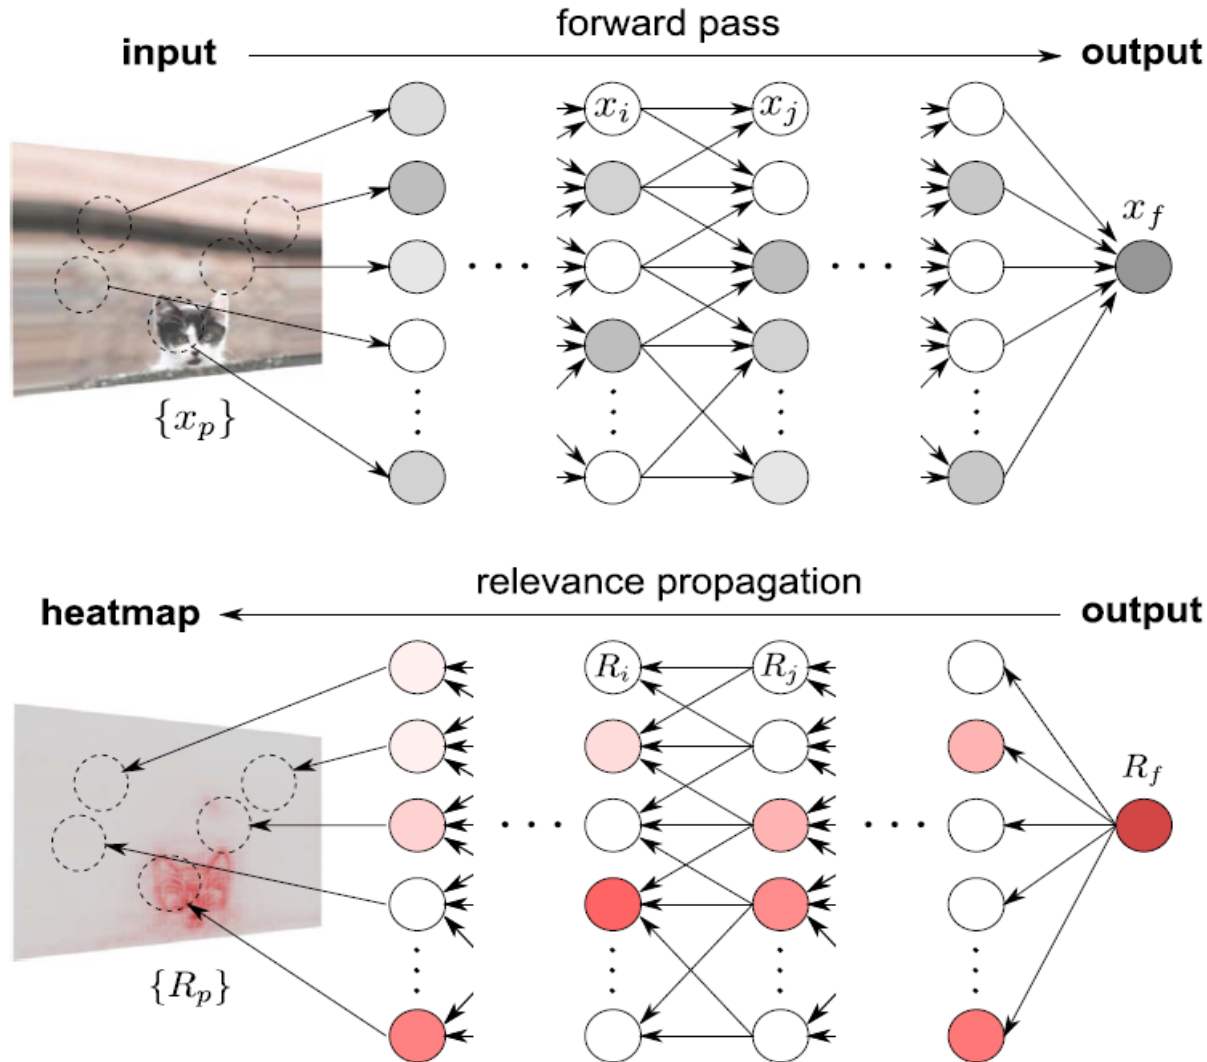 forward pass
input
output
x_i
x_j
x_f
{x_p}
relevance propagation
heatmap
output
R_i
R_j
R_f
{R_p}